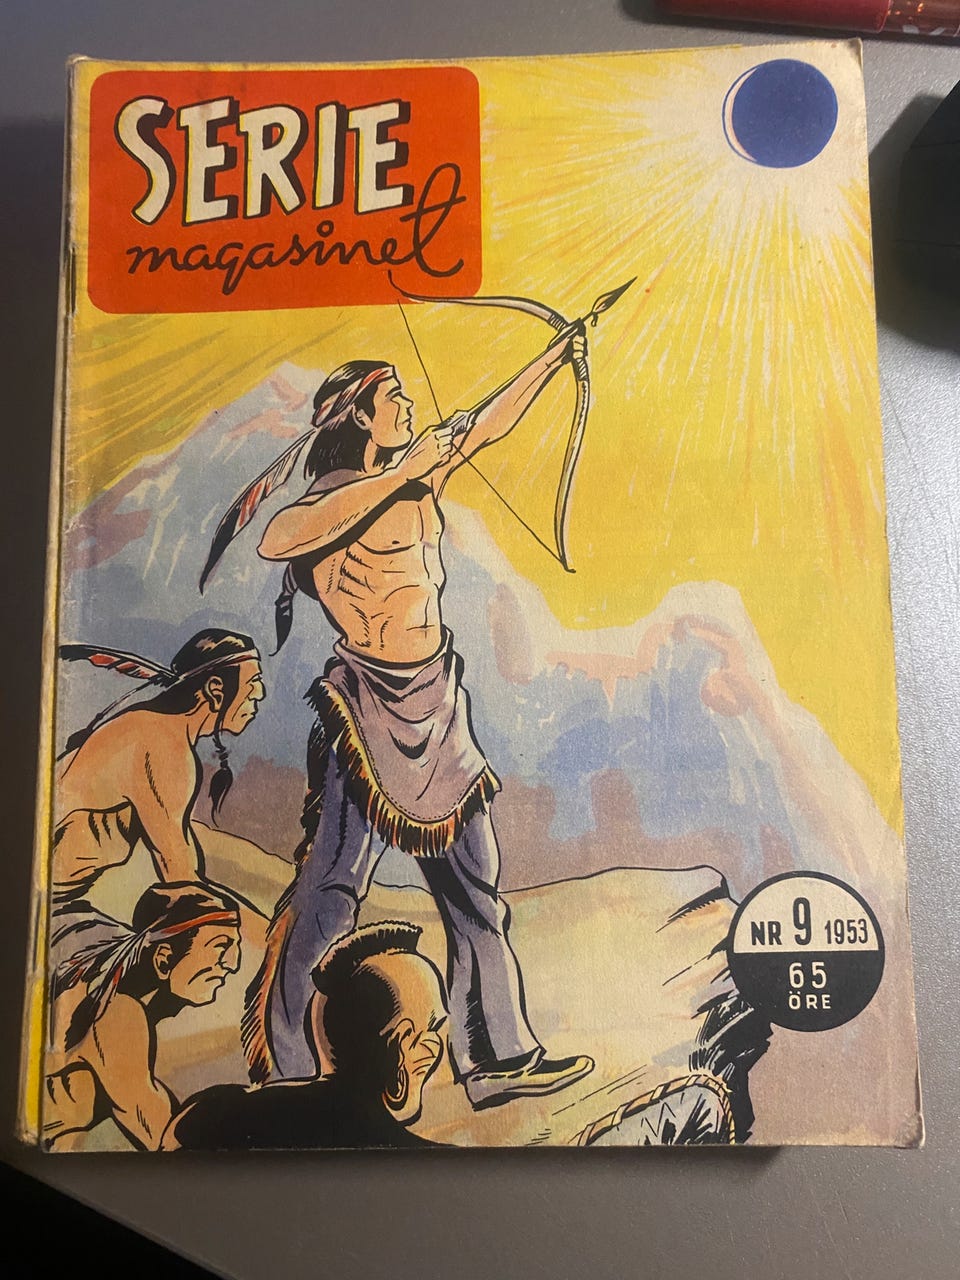 SERIE
magasinet
NR 9 1953
65
ÖRE